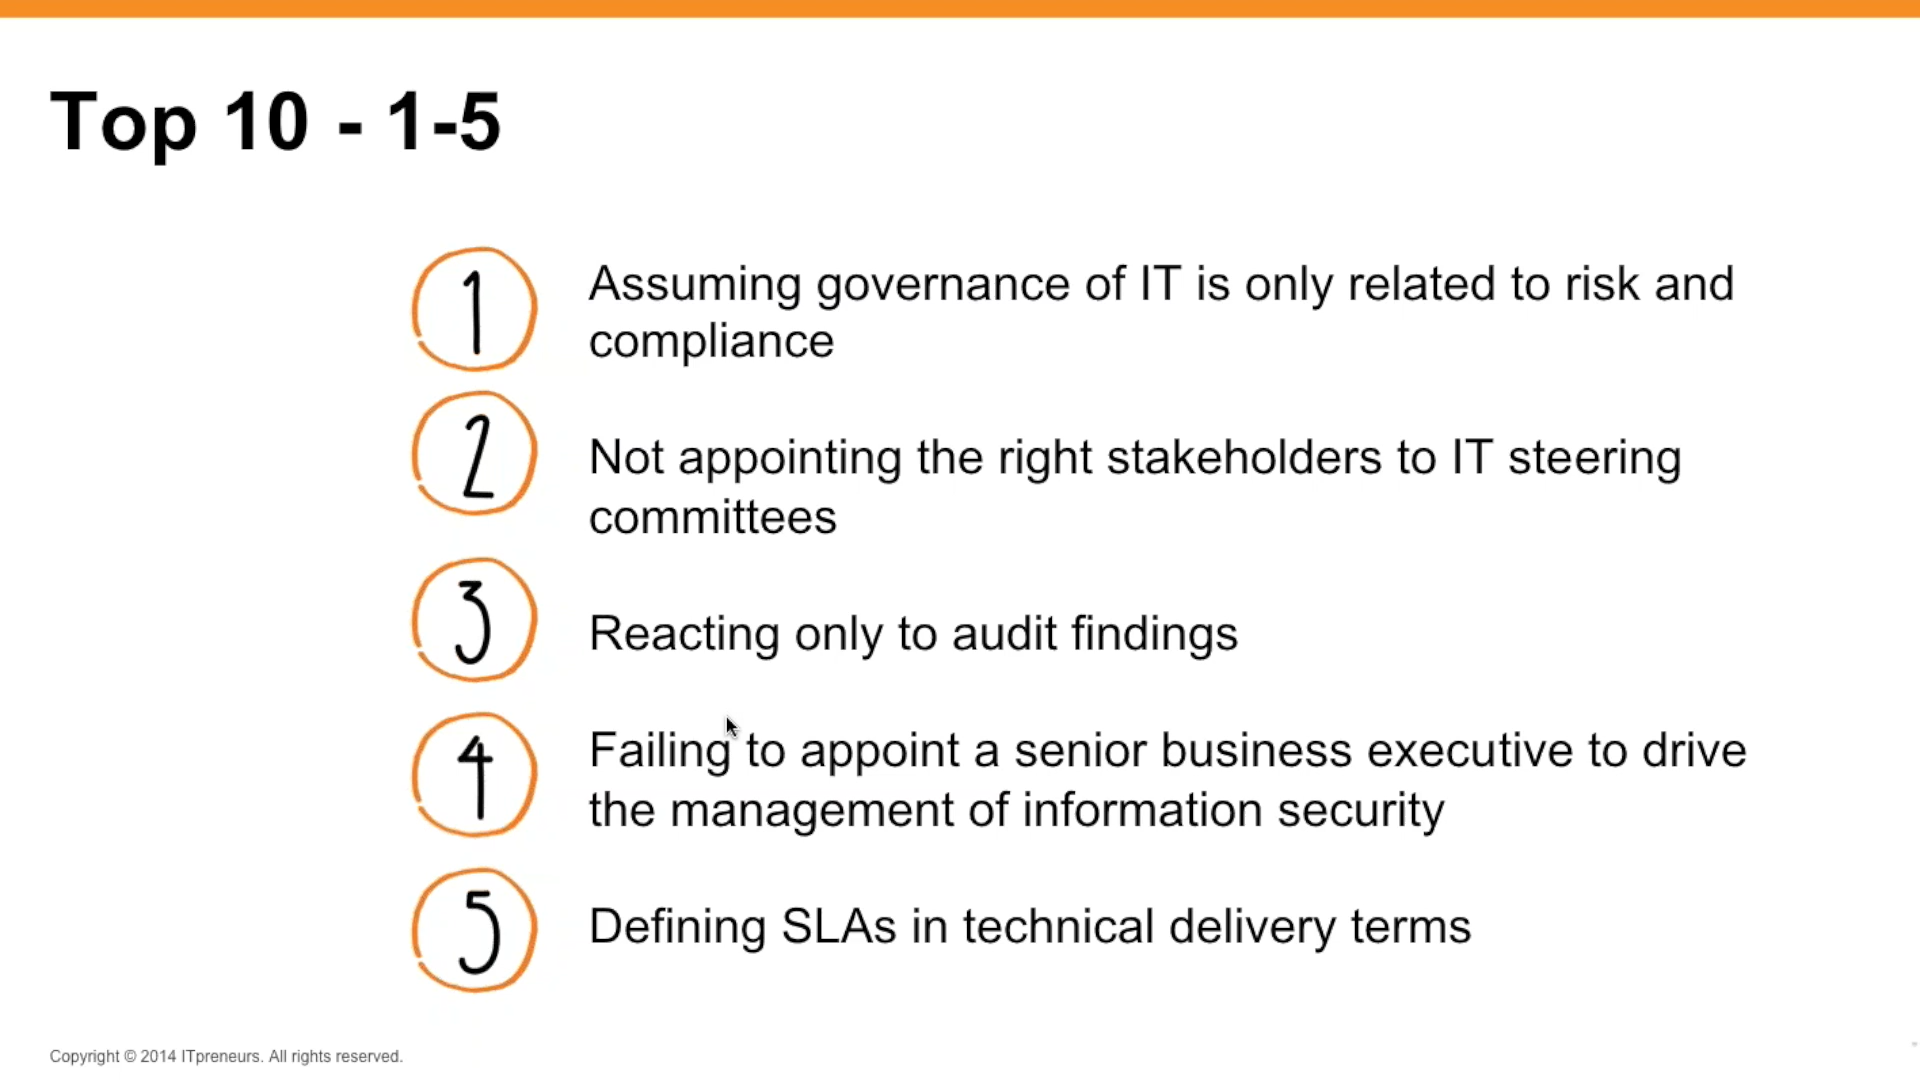 Top 10 - 1-5
1
Assuming governance of IT is only related to risk and
compliance
2
Not appointing the right stakeholders to IT steering
committees
3
Reacting only to audit findings
4
Failing to appoint a senior business executive to drive
the management of information security
5
Defining SLAs in technical delivery terms
Copyright © 2014 ITpreneurs. All rights reserved.